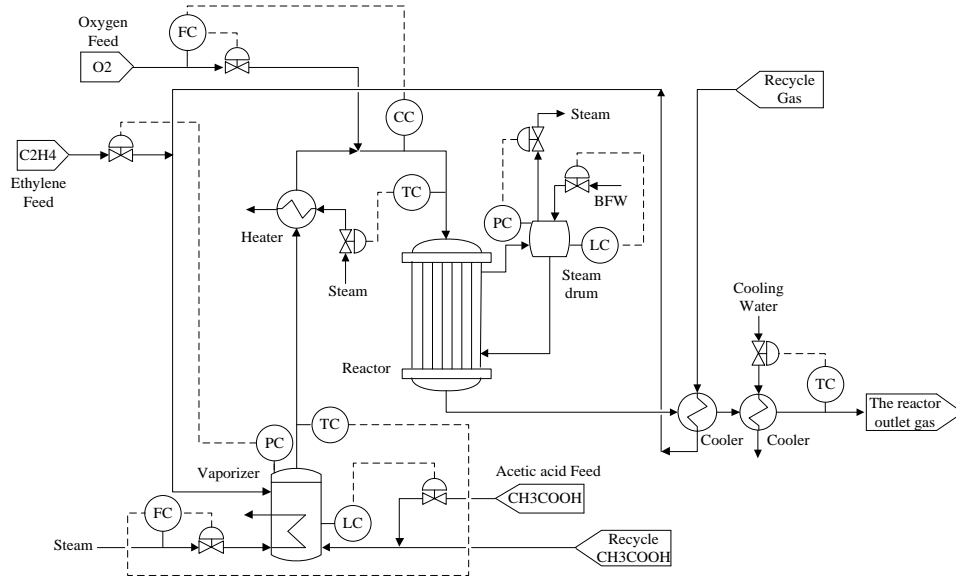 Oxygen
Feed
FC
O2
Recycle
Gas
CC
Steam
C2H4
Ethylene
Feed
TC
PC
BFW
LC
Heater
Steam
drum
Steam
Cooling
Water
Reactor
TC
The reactor
outlet gas
Cooler
Cooler
TC
PC
Vaporizer
Acetic acid Feed
CH3COOH
FC
LC
Steam
Recycle
CH3COOH